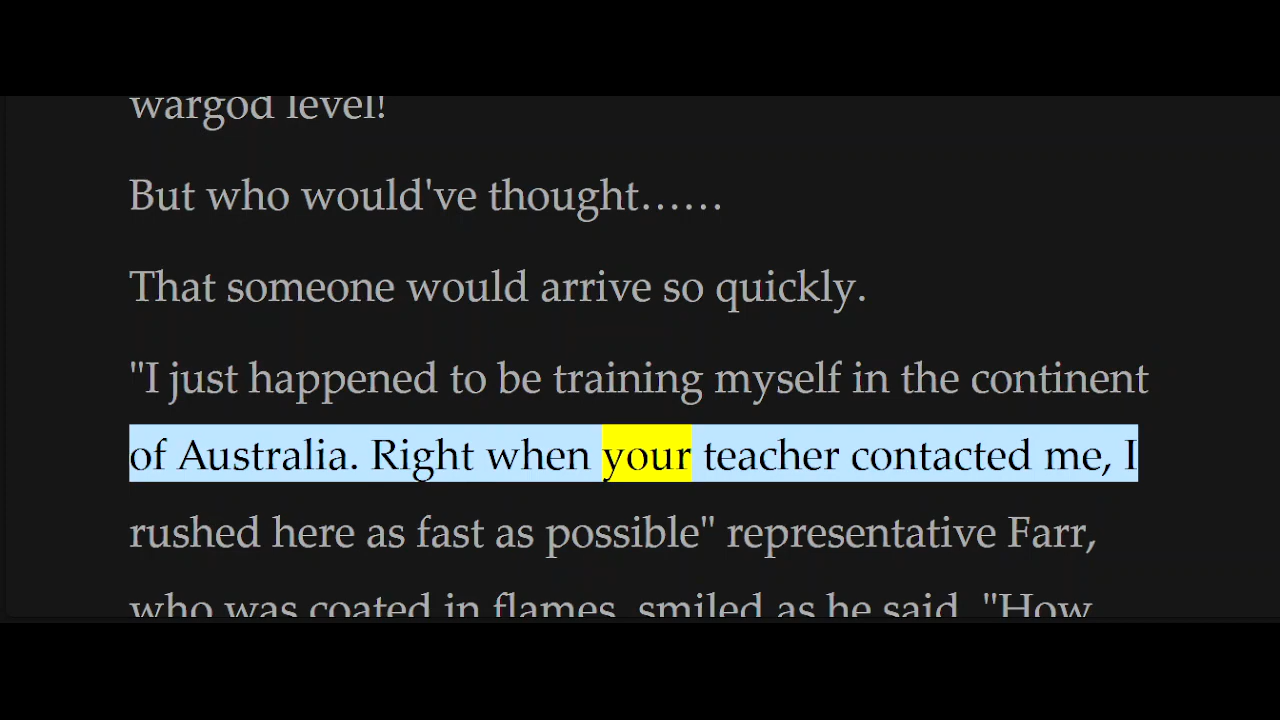 wargod level!
But who would've thought……
That someone would arrive so quickly.
"I just happened to be training myself in the continent
of Australia. Right when your teacher contacted me, I
rushed here as fast as possible" representative Farr,
who was coated in flames, smiled as he said, "How